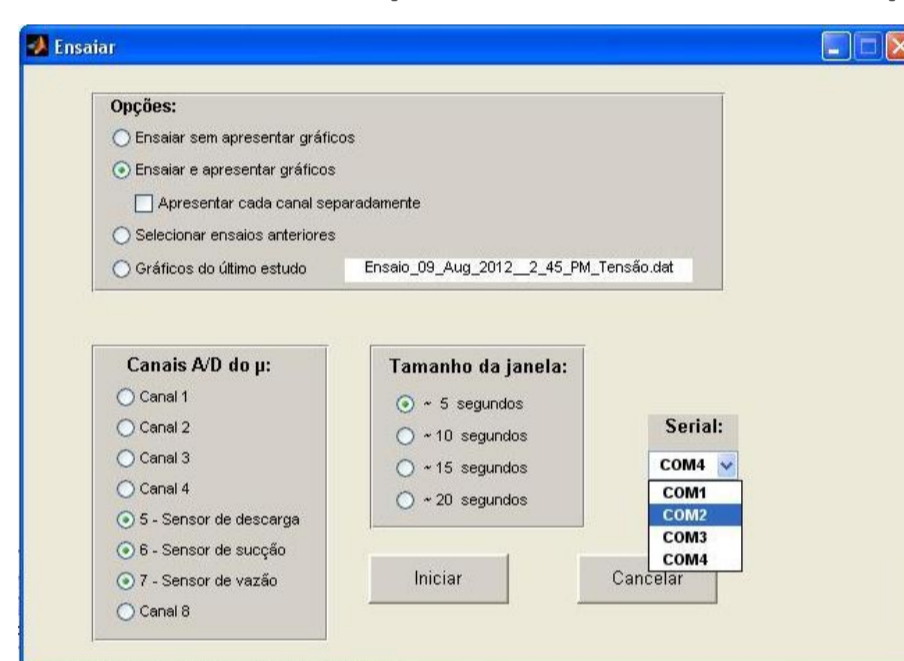 Ensaiar
Opções:
Ensaiar sem apresentar gráficos
Ensaiar e apresentar gráficos
Apresentar cada canal separadamente
Selecionar ensaios anteriores
Gráficos do último estudo
Ensaio_09_Aug_2012__2_45_PM_Tensão.dat
Canais A/D do µ:
Canal 1
Canal 2
Canal 3
Canal 4
5 - Sensor de descarga
6 - Sensor de sucção
7 - Sensor de vazão
Canal 8
Tamanho da janela:
~ 5 segundos
~ 10 segundos
~ 15 segundos
~ 20 segundos
Serial:
COM4
COM1
COM2
COM3
COM4
Iniciar
Cancelar